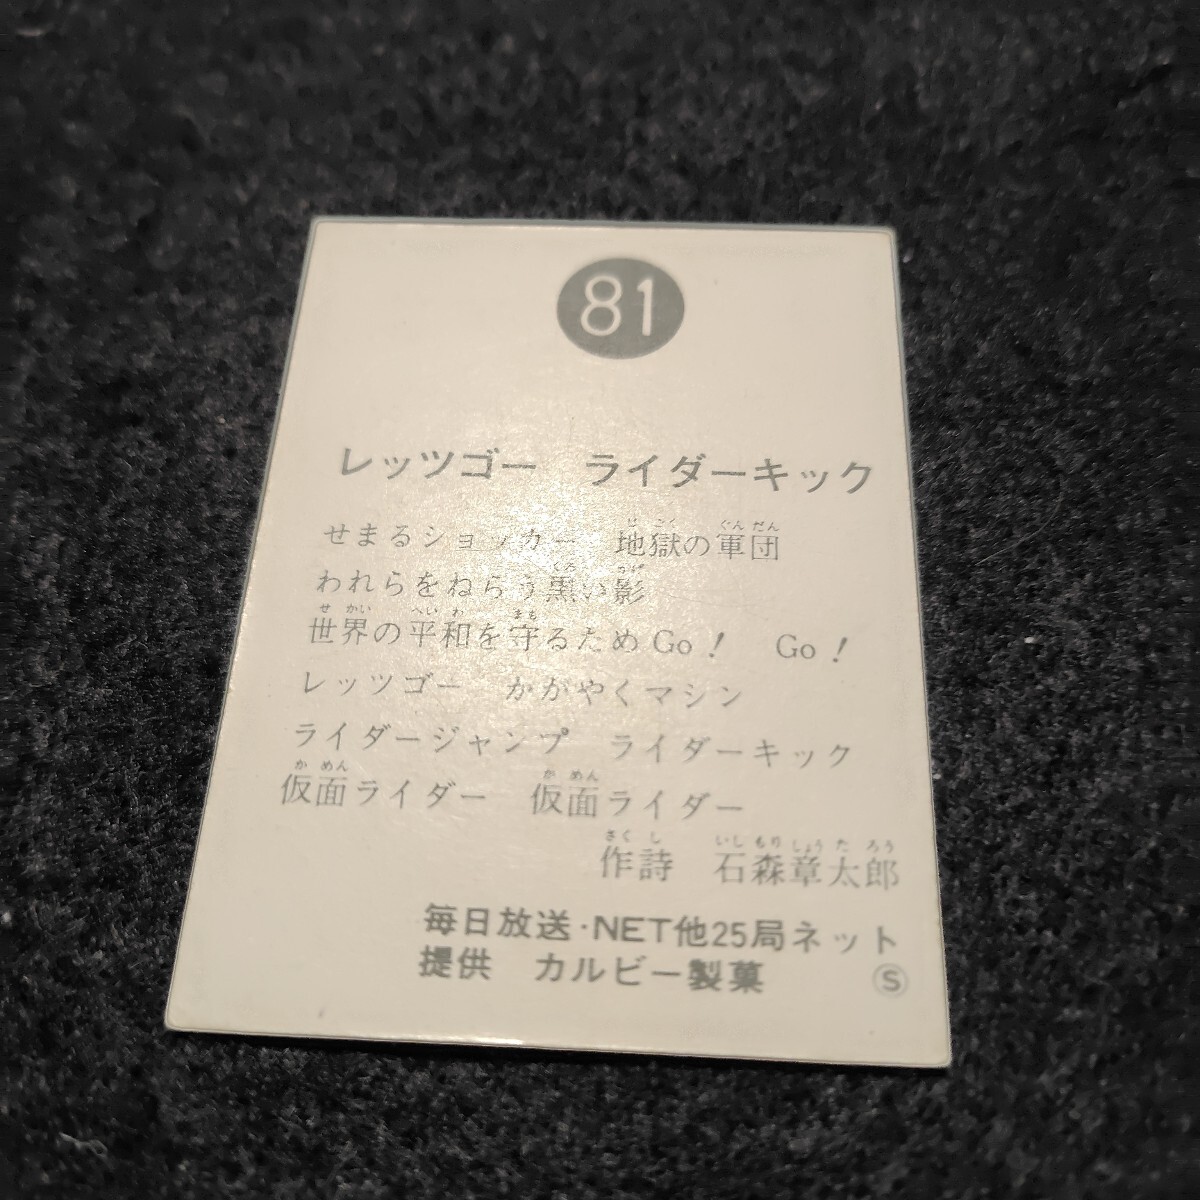 81
レッツゴー　ライダーキック
せまるショッカー　地獄の軍団
われらをねらう黒い影
世界の平和を守るためGo！　Go！
レッツゴー　かがやくマシン
ライダージャンプ　ライダーキック
仮面ライダー　仮面ライダー
作詩　石森章太郎
毎日放送・NET他25局ネット
提供　カルビー製菓　Ⓢ